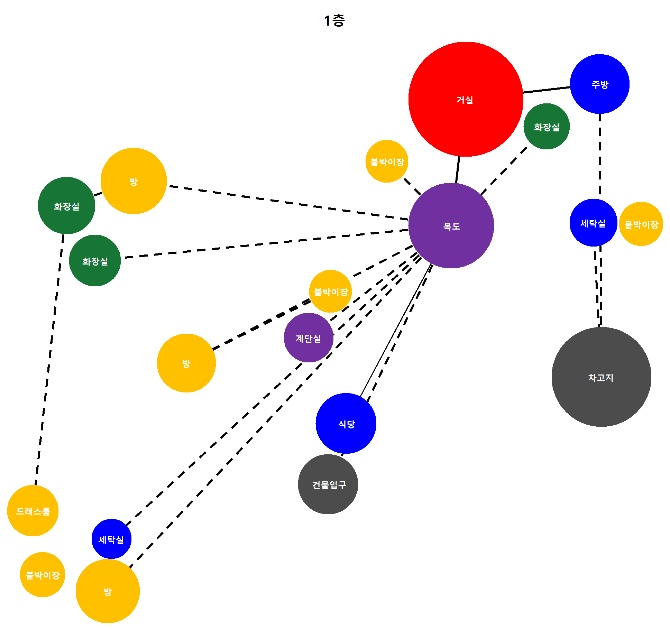 1층
거실
주방
화장실
붙박이장
방
화장실
복도
세탁실
붙박이장
화장실
붙박이장
계단실
방
차고지
식당
건물입구
드레스룸
세탁실
붙박이장
방